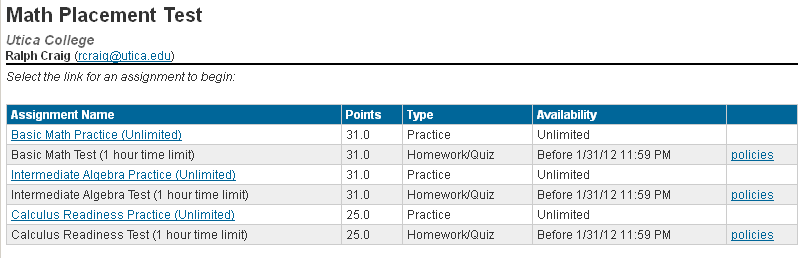 Math Placement Test
Utica College
Ralph Craig (rcraig@utica.edu)
Select the link for an assignment to begin:
Assignment Name Points Type Availability
Basic Math Practice (Unlimited) 31.0 Practice Unlimited
Basic Math Test (1 hour time limit) 31.0 Homework/Quiz Before 1/31/12 11:59 PM policies
Intermediate Algebra Practice (Unlimited) 31.0 Practice Unlimited
Intermediate Algebra Test (1 hour time limit) 31.0 Homework/Quiz Before 1/31/12 11:59 PM policies
Calculus Readiness Practice (Unlimited) 25.0 Practice Unlimited
Calculus Readiness Test (1 hour time limit) 25.0 Homework/Quiz Before 1/31/12 11:59 PM policies